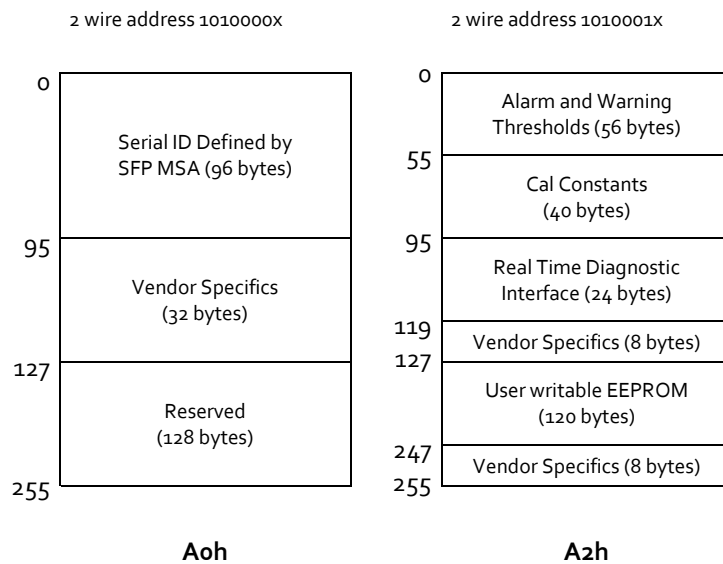 2 wire address 1010000x
0
Serial ID Defined by
SFP MSA (96 bytes)
95
Vendor Specifics
(32 bytes)
127
Reserved
(128 bytes)
255
A0h
2 wire address 1010001x
0
Alarm and Warning
Thresholds (56 bytes)
55
Cal Constants
(40 bytes)
95
Real Time Diagnostic
Interface (24 bytes)
119
Vendor Specifics (8 bytes)
127
User writable EEPROM
(120 bytes)
247
Vendor Specifics (8 bytes)
255
A2h